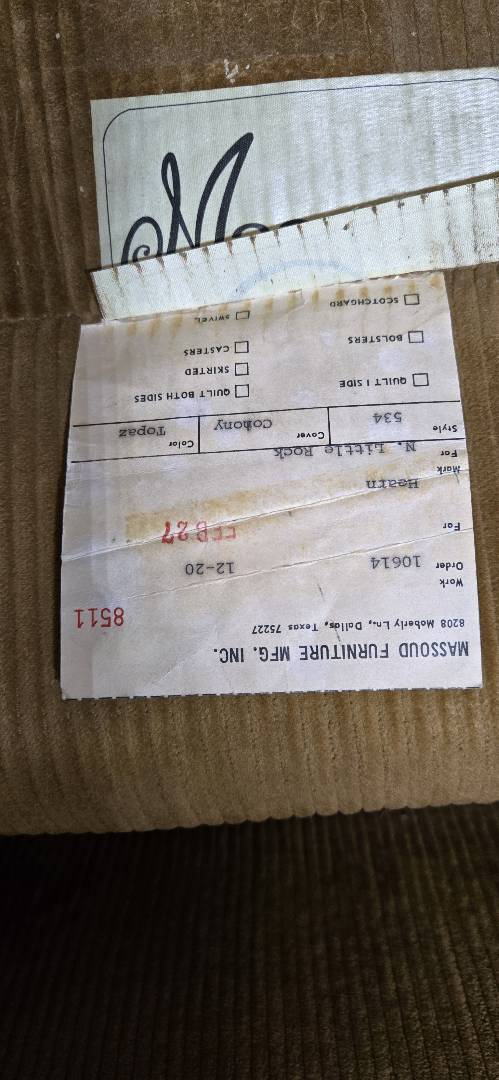 MASSOUD FURNITURE MFG. INC.
8208 Moberly Ln., Dallas, Texas 75227
8511
Work
Order 10614 12-20
For FEB 27
Hearn
Mark
For N. Little Rock
Style 534 Cover Cohony Color Topaz
QUILT 1 SIDE QUILT BOTH SIDES
SKIRTED
BOLSTERS CASTERS
SCOTCHGARD SWIVEL